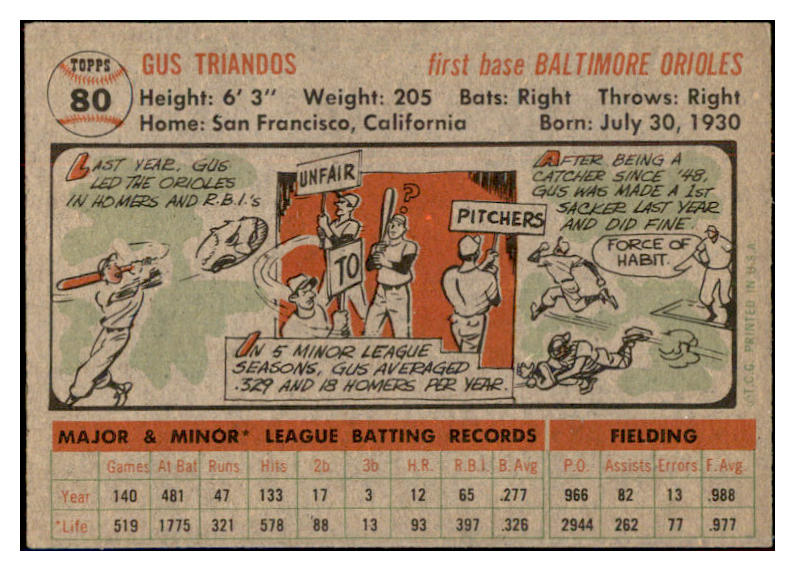 TOPPS
80
GUS TRIANDOS
first base BALTIMORE ORIOLES
Height: 6' 3" Weight: 205 Bats: Right Throws: Right
Home: San Francisco, California Born: July 30, 1930
LAST YEAR, GUS
LED THE ORIOLES
IN HOMERS AND R.B.I.'s
UNFAIR
TO
PITCHERS
?
IN 5 MINOR LEAGUE
SEASONS, GUS AVERAGED
.329 AND 18 HOMERS PER YEAR.
AFTER BEING A
CATCHER SINCE '48,
GUS WAS MADE A 1ST
SACKER LAST YEAR
AND DID FINE.
FORCE OF
HABIT.
©T.C.G. PRINTED IN U.S.A.
MAJOR & MINOR* LEAGUE BATTING RECORDS FIELDING
Games At Bat Runs Hits 2b 3b H.R. R.B.I. B. Avg P.O. Assists Errors F. Avg.
Year 140 481 47 133 17 3 12 65 .277 966 82 13 .988
*Life 519 1775 321 578 '88 13 93 397 .326 2944 262 77 .977